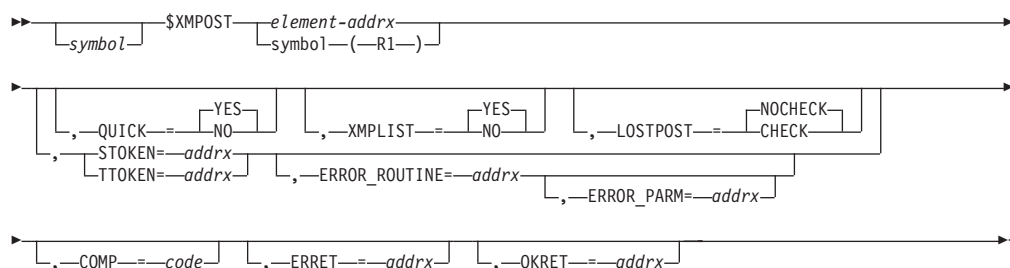 $XMPOST element-addrx
symbol symbol ( R1 )
YES YES NOCHECK
, QUICK = NO , XMPLIST = NO , LOSTPOST = CHECK
, STOKEN= addrx
TTOKEN= addrx , ERROR_ROUTINE= addrx
, ERROR_PARM= addrx
, COMP = code , ERRET = addrx , OKRET = addrx